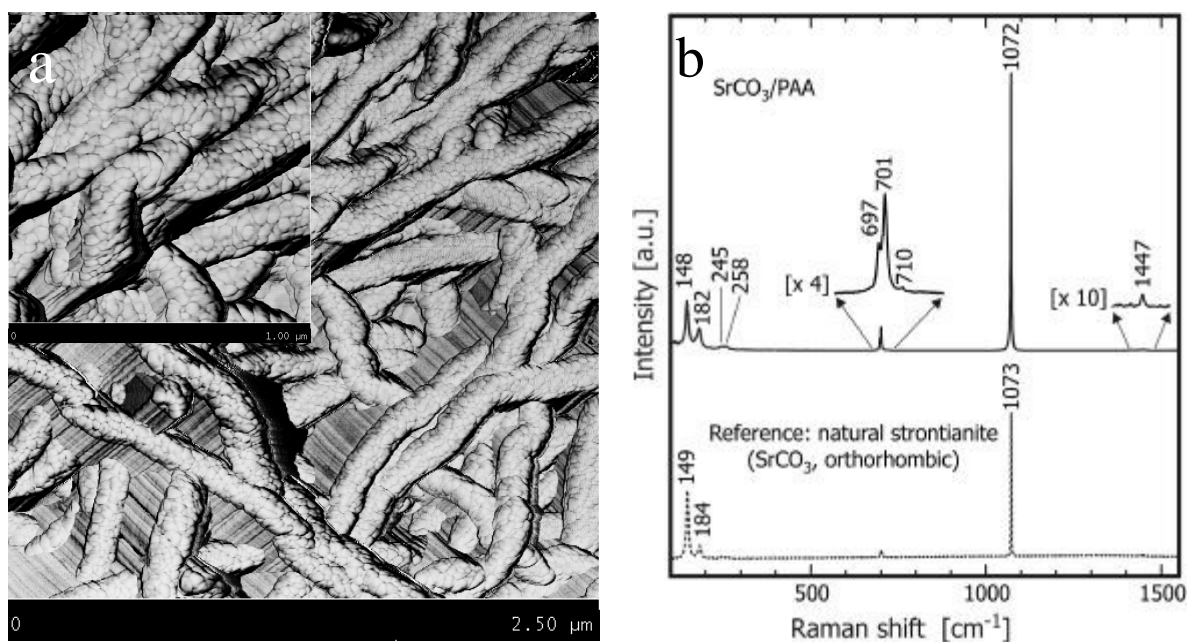 a
0
1.00 µm
0
2.50 µm
b
SrCO₃/PAA
148
182
245
258
[x 4]
697
701
710
1072
[x 10]
1447
Reference: natural strontianite
(SrCO₃, orthorhombic)
149
184
1073
Intensity [a.u.]
500
1000
1500
Raman shift [cm⁻¹]